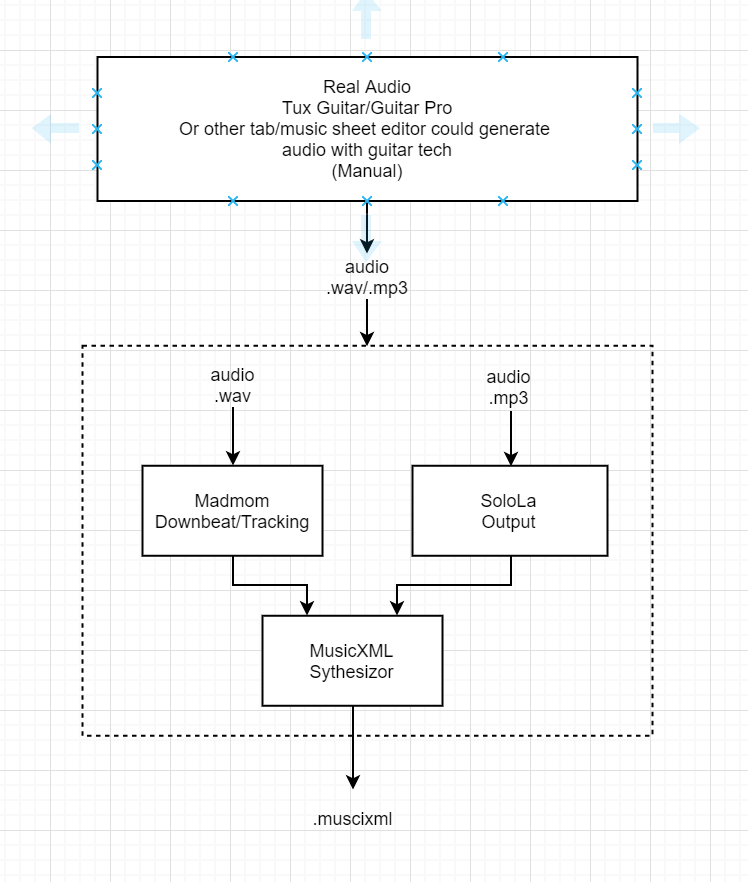 Real Audio
Tux Guitar/Guitar Pro
Or other tab/music sheet editor could generate
audio with guitar tech
(Manual)
audio
.wav/.mp3
audio
.wav
audio
.mp3
Madmom
Downbeat/Tracking
SoloLa
Output
MusicXML
Sythesizor
.muscixml